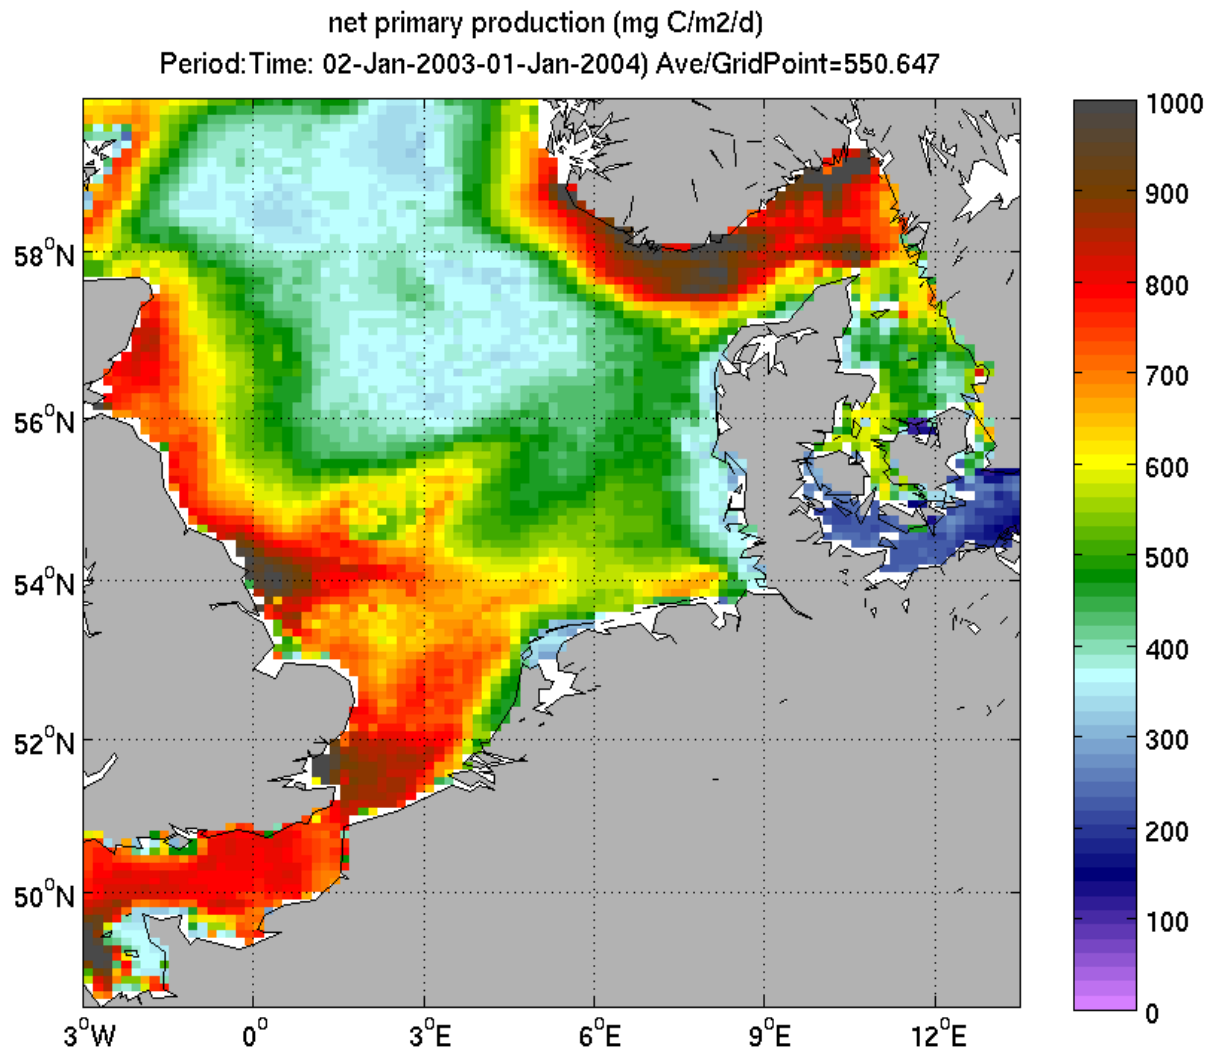 net primary production (mg C/m2/d)
Period:Time: 02-Jan-2003-01-Jan-2004) Ave/GridPoint=550.647
1000
900
800
700
600
500
400
300
200
100
0
58°N
56°N
54°N
52°N
50°N
3°W 0° 3°E 6°E 9°E 12°E